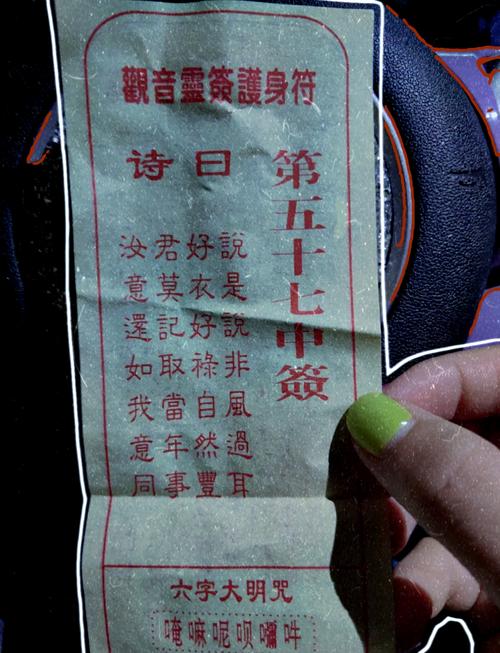 觀音靈簽護身符
第五十七中簽
诗曰
說是說非風過耳
好衣好祿自然豐
君莫記取當年事
汝意還如我意同
六字大明咒
唵嘛呢呗吽